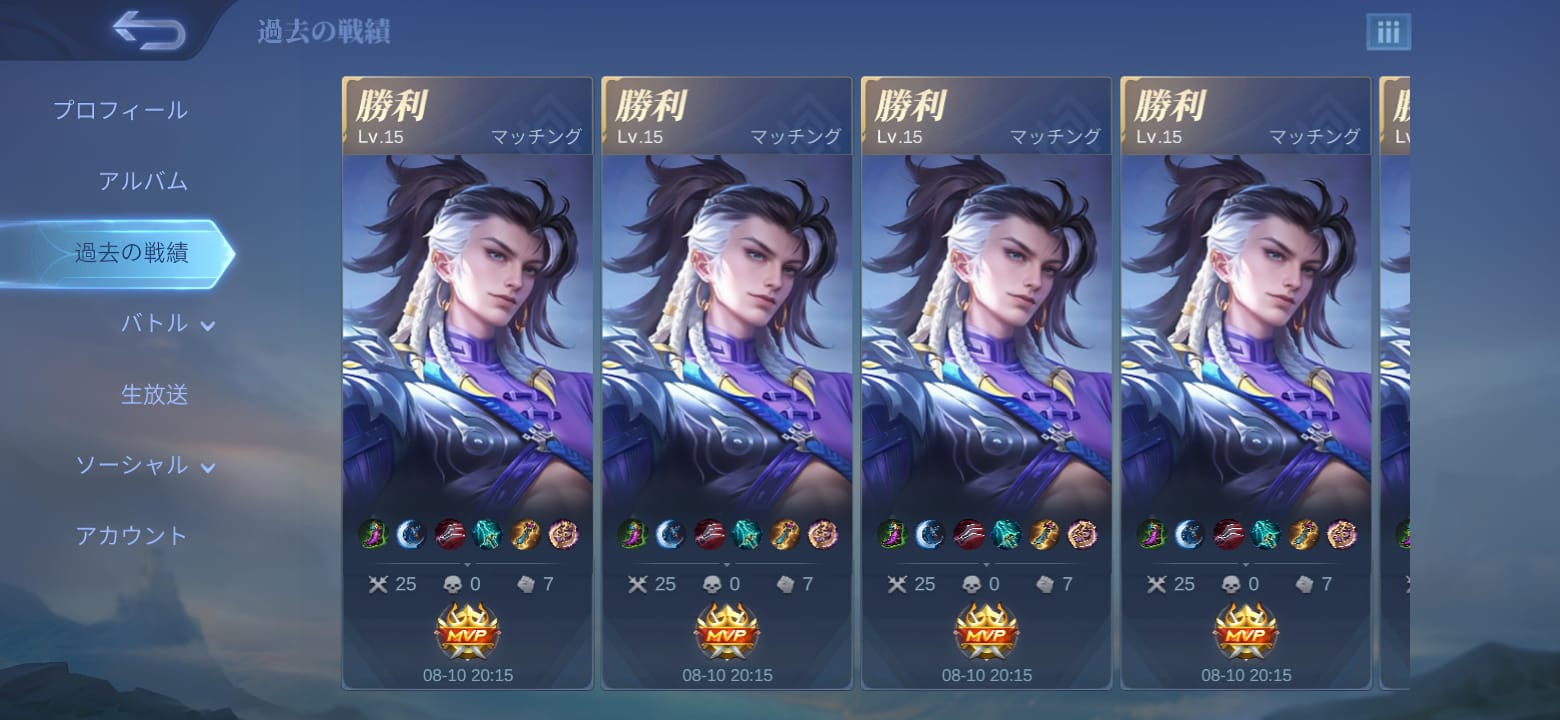 過去の戦績
プロフィール
アルバム
過去の戦績
バトル
生放送
ソーシャル
アカウント
勝利
Lv.15 マッチング
25 0 7
MVP
08-10 20:15
勝利
Lv.15 マッチング
25 0 7
MVP
08-10 20:15
勝利
Lv.15 マッチング
25 0 7
MVP
08-10 20:15
勝利
Lv.15 マッチング
25 0 7
MVP
08-10 20:15